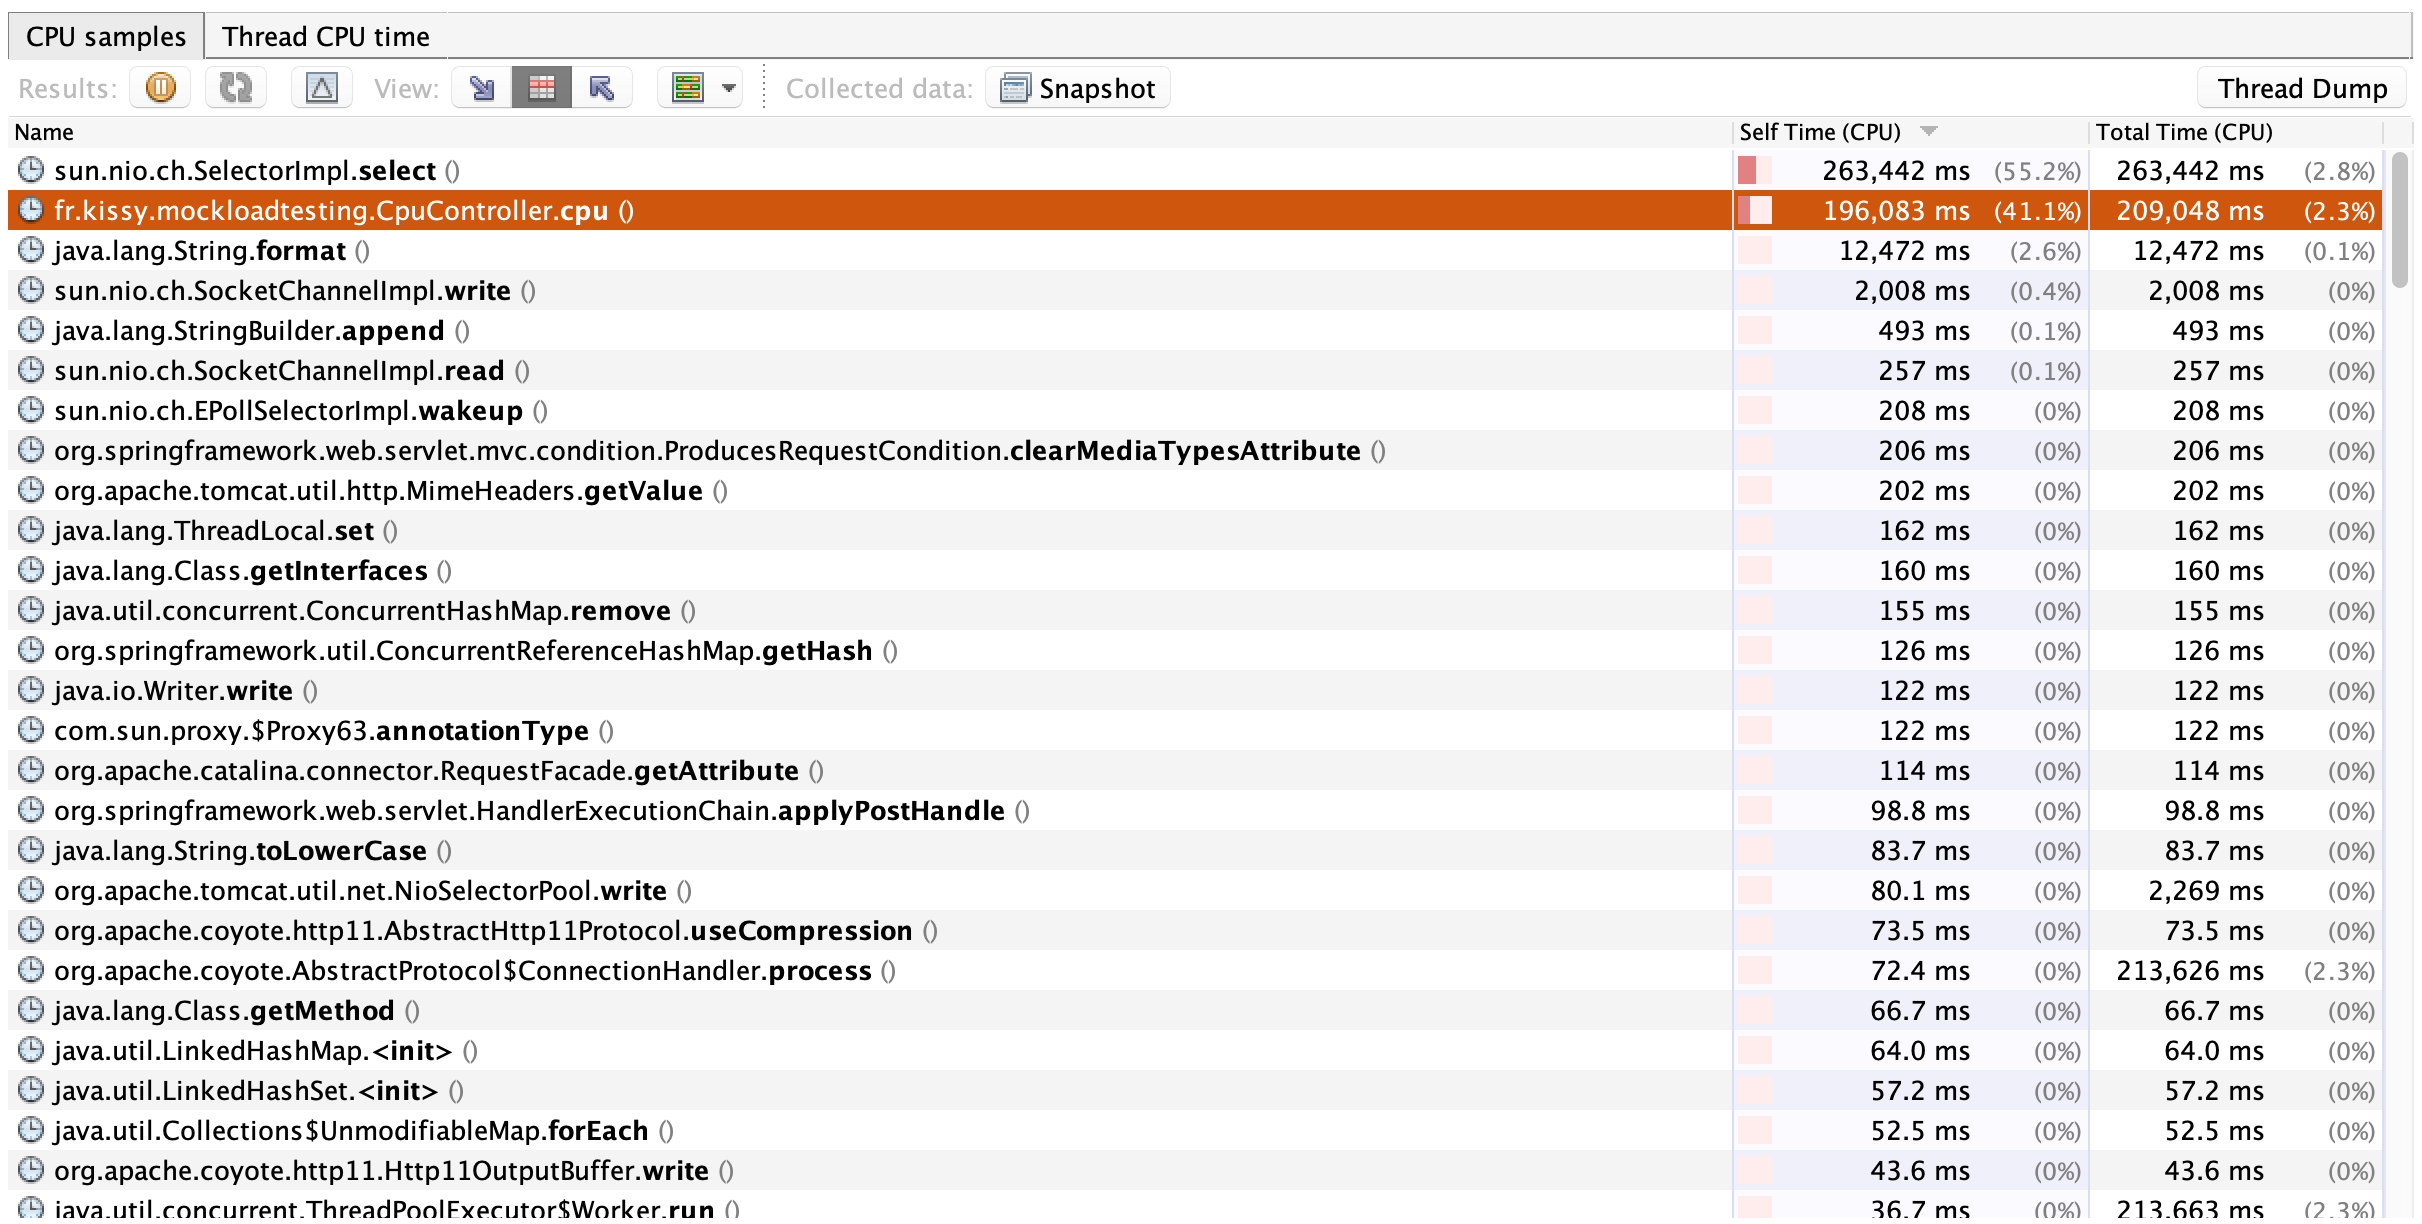 CPU samples Thread CPU time
Results: View: Collected data: Snapshot Thread Dump
Name Self Time (CPU) Total Time (CPU)
sun.nio.ch.SelectorImpl.select () 263,442 ms (55.2%) 263,442 ms (2.8%)
fr.kissy.mockloadtesting.CpuController.cpu () 196,083 ms (41.1%) 209,048 ms (2.3%)
java.lang.String.format () 12,472 ms (2.6%) 12,472 ms (0.1%)
sun.nio.ch.SocketChannelImpl.write () 2,008 ms (0.4%) 2,008 ms (0%)
java.lang.StringBuilder.append () 493 ms (0.1%) 493 ms (0%)
sun.nio.ch.SocketChannelImpl.read () 257 ms (0.1%) 257 ms (0%)
sun.nio.ch.EPollSelectorImpl.wakeup () 208 ms (0%) 208 ms (0%)
org.springframework.web.servlet.mvc.condition.ProducesRequestCondition.clearMediaTypesAttribute () 206 ms (0%) 206 ms (0%)
org.apache.tomcat.util.http.MimeHeaders.getValue () 202 ms (0%) 202 ms (0%)
java.lang.ThreadLocal.set () 162 ms (0%) 162 ms (0%)
java.lang.Class.getInterfaces () 160 ms (0%) 160 ms (0%)
java.util.concurrent.ConcurrentHashMap.remove () 155 ms (0%) 155 ms (0%)
org.springframework.util.ConcurrentReferenceHashMap.getHash () 126 ms (0%) 126 ms (0%)
java.io.Writer.write () 122 ms (0%) 122 ms (0%)
com.sun.proxy.$Proxy63.annotationType () 122 ms (0%) 122 ms (0%)
org.apache.catalina.connector.RequestFacade.getAttribute () 114 ms (0%) 114 ms (0%)
org.springframework.web.servlet.HandlerExecutionChain.applyPostHandle () 98.8 ms (0%) 98.8 ms (0%)
java.lang.String.toLowerCase () 83.7 ms (0%) 83.7 ms (0%)
org.apache.tomcat.util.net.NioSelectorPool.write () 80.1 ms (0%) 2,269 ms (0%)
org.apache.coyote.http11.AbstractHttp11Protocol.useCompression () 73.5 ms (0%) 73.5 ms (0%)
org.apache.coyote.AbstractProtocol$ConnectionHandler.process () 72.4 ms (0%) 213,626 ms (2.3%)
java.lang.Class.getMethod () 66.7 ms (0%) 66.7 ms (0%)
java.util.LinkedHashMap.<init> () 64.0 ms (0%) 64.0 ms (0%)
java.util.LinkedHashSet.<init> () 57.2 ms (0%) 57.2 ms (0%)
java.util.Collections$UnmodifiableMap.forEach () 52.5 ms (0%) 52.5 ms (0%)
org.apache.coyote.http11.Http11OutputBuffer.write () 43.6 ms (0%) 43.6 ms (0%)
java.util.concurrent.ThreadPoolExecutor$Worker.run () 36.7 ms (0%) 213,663 ms (2.3%)